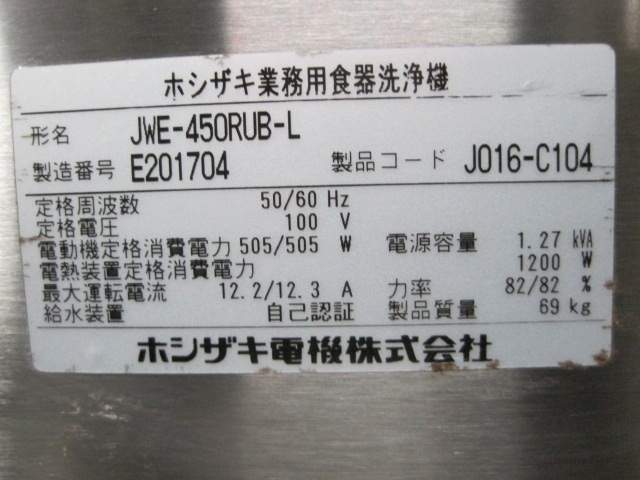 ホシザキ業務用食器洗浄機
形名 JWE-450RUB-L
製造番号 E201704 製品コード J016-C104
定格周波数 50/60 Hz
定格電圧 100 V
電動機定格消費電力 505/505 W 電源容量 1.27 kVA
電熱装置定格消費電力 1200 W
最大運転電流 12.2/12.3 A 力率 82/82 %
給水装置 自己認証 製品質量 69 kg
ホシザキ電機株式会社